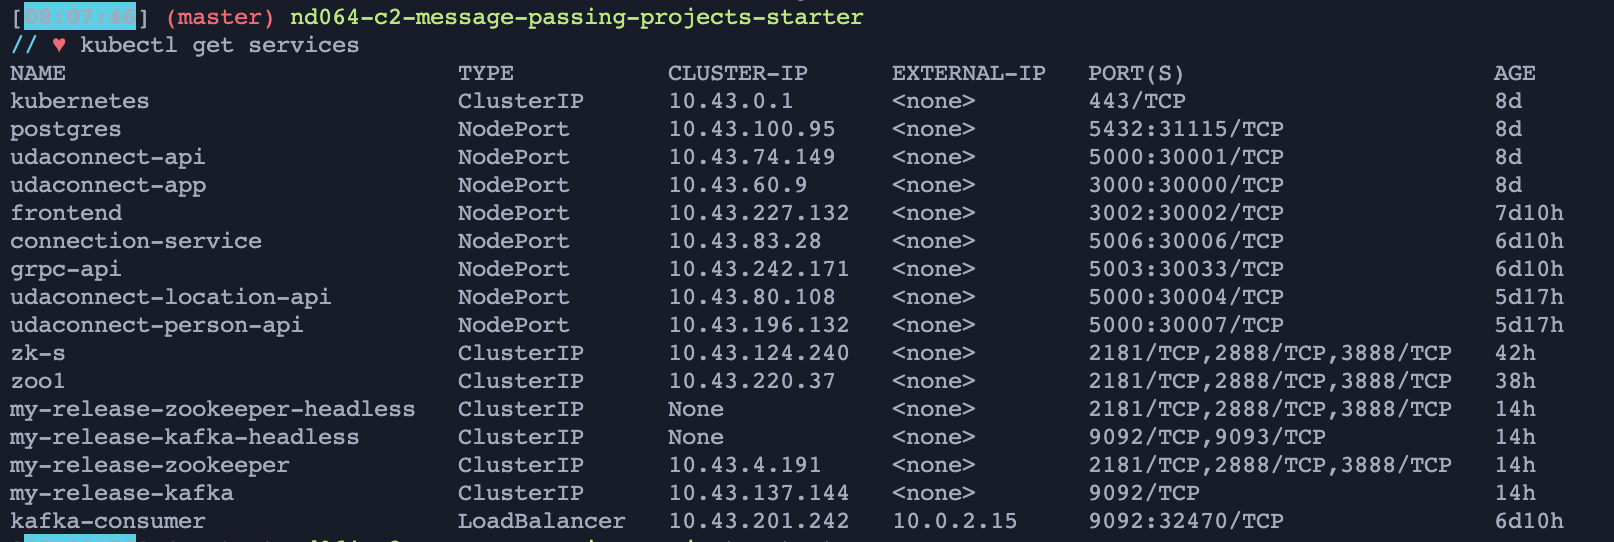 [08:07:46] (master) nd064-c2-message-passing-projects-starter
// ♥ kubectl get services
NAME TYPE CLUSTER-IP EXTERNAL-IP PORT(S) AGE
kubernetes ClusterIP 10.43.0.1 <none> 443/TCP 8d
postgres NodePort 10.43.100.95 <none> 5432:31115/TCP 8d
udaconnect-api NodePort 10.43.74.149 <none> 5000:30001/TCP 8d
udaconnect-app NodePort 10.43.60.9 <none> 3000:30000/TCP 8d
frontend NodePort 10.43.227.132 <none> 3002:30002/TCP 7d10h
connection-service NodePort 10.43.83.28 <none> 5006:30006/TCP 6d10h
grpc-api NodePort 10.43.242.171 <none> 5003:30033/TCP 6d10h
udaconnect-location-api NodePort 10.43.80.108 <none> 5000:30004/TCP 5d17h
udaconnect-person-api NodePort 10.43.196.132 <none> 5000:30007/TCP 5d17h
zk-s ClusterIP 10.43.124.240 <none> 2181/TCP,2888/TCP,3888/TCP 42h
zoo1 ClusterIP 10.43.220.37 <none> 2181/TCP,2888/TCP,3888/TCP 38h
my-release-zookeeper-headless ClusterIP None <none> 2181/TCP,2888/TCP,3888/TCP 14h
my-release-kafka-headless ClusterIP None <none> 9092/TCP,9093/TCP 14h
my-release-zookeeper ClusterIP 10.43.4.191 <none> 2181/TCP,2888/TCP,3888/TCP 14h
my-release-kafka ClusterIP 10.43.137.144 <none> 9092/TCP 14h
kafka-consumer LoadBalancer 10.43.201.242 10.0.2.15 9092:32470/TCP 6d10h